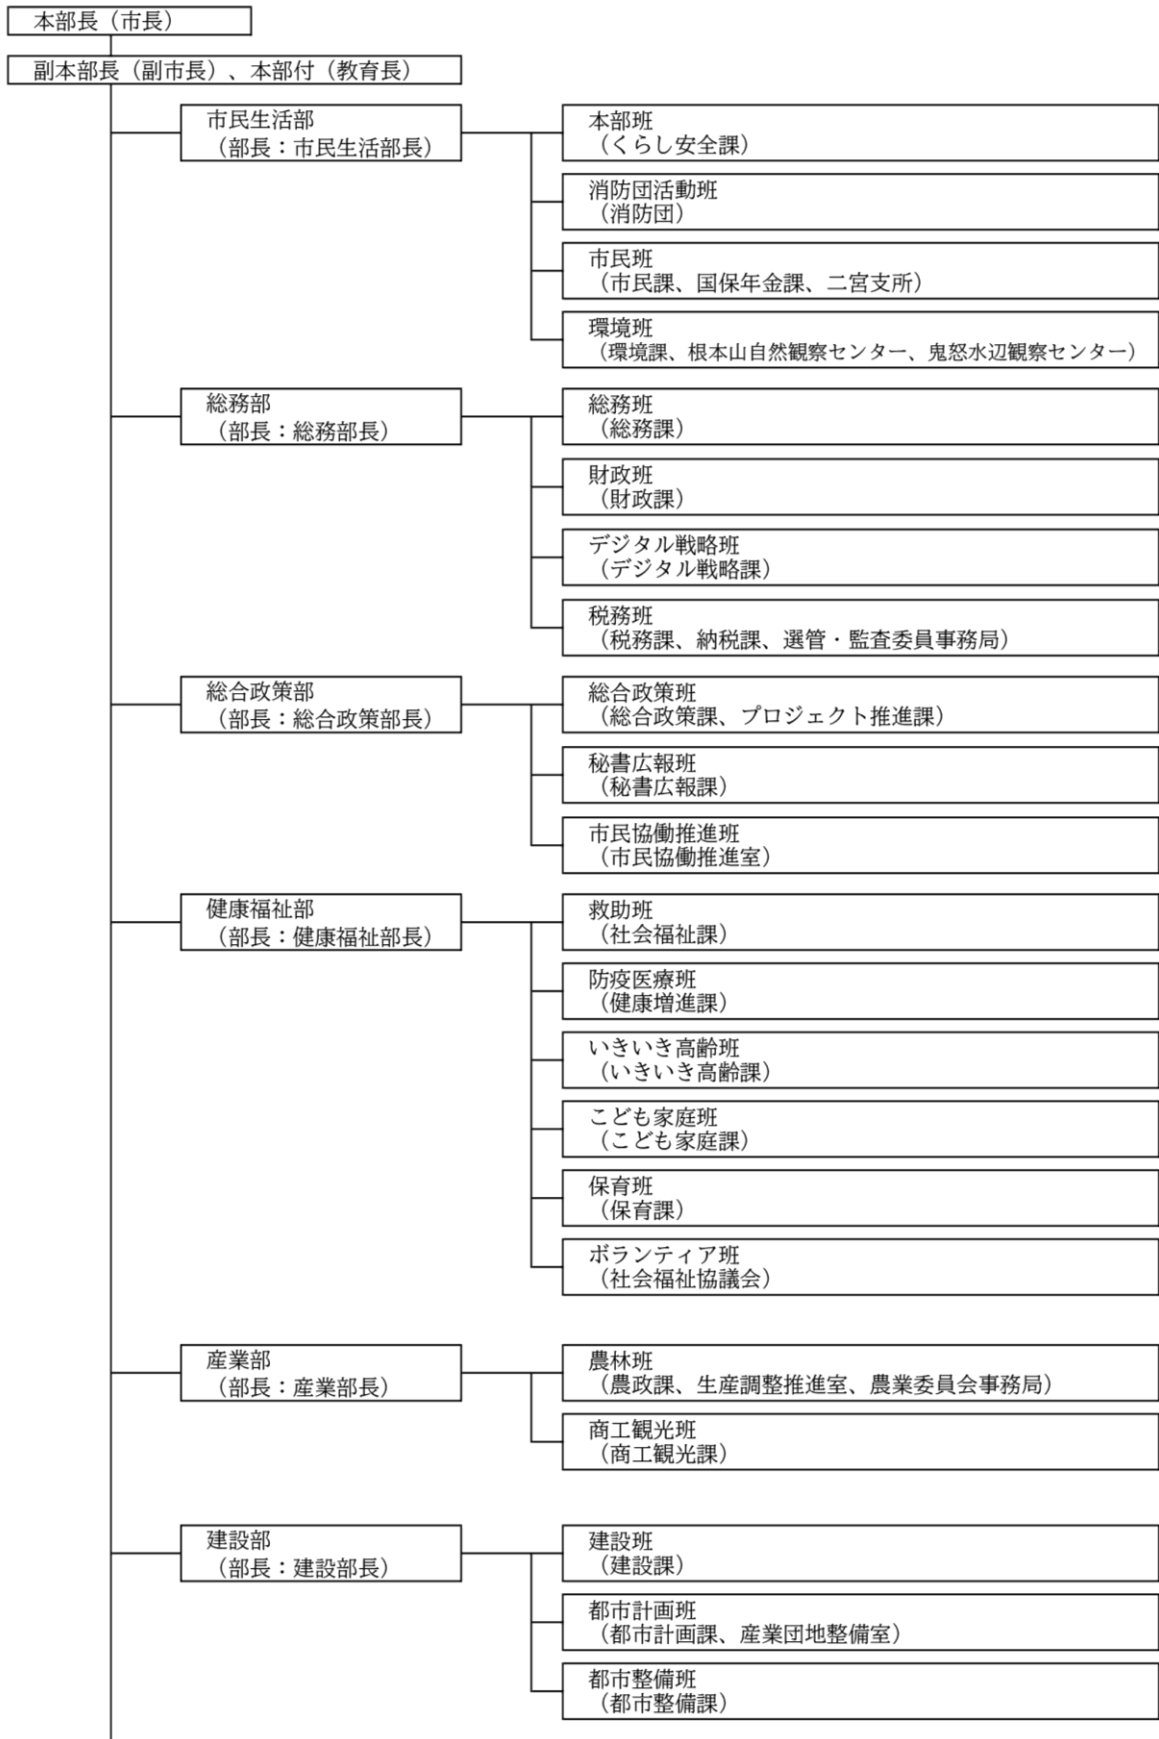 本部長（市長）
副本部長（副市長）、本部付（教育長）
市民生活部
（部長：市民生活部長）
本部班
（くらし安全課）
消防団活動班
（消防団）
市民班
（市民課、国保年金課、二宮支所）
環境班
（環境課、根本山自然観察センター、鬼怒水辺観察センター）
総務部
（部長：総務部長）
総務班
（総務課）
財政班
（財政課）
デジタル戦略班
（デジタル戦略課）
税務班
（税務課、納税課、選管・監査委員事務局）
総合政策部
（部長：総合政策部長）
総合政策班
（総合政策課、プロジェクト推進課）
秘書広報班
（秘書広報課）
市民協働推進班
（市民協働推進室）
健康福祉部
（部長：健康福祉部長）
救助班
（社会福祉課）
防疫医療班
（健康増進課）
いきいき高齢班
（いきいき高齢課）
こども家庭班
（こども家庭課）
保育班
（保育課）
ボランティア班
（社会福祉協議会）
産業部
（部長：産業部長）
農林班
（農政課、生産調整推進室、農業委員会事務局）
商工観光班
（商工観光課）
建設部
（部長：建設部長）
建設班
（建設課）
都市計画班
（都市計画課、産業団地整備室）
都市整備班
（都市整備課）